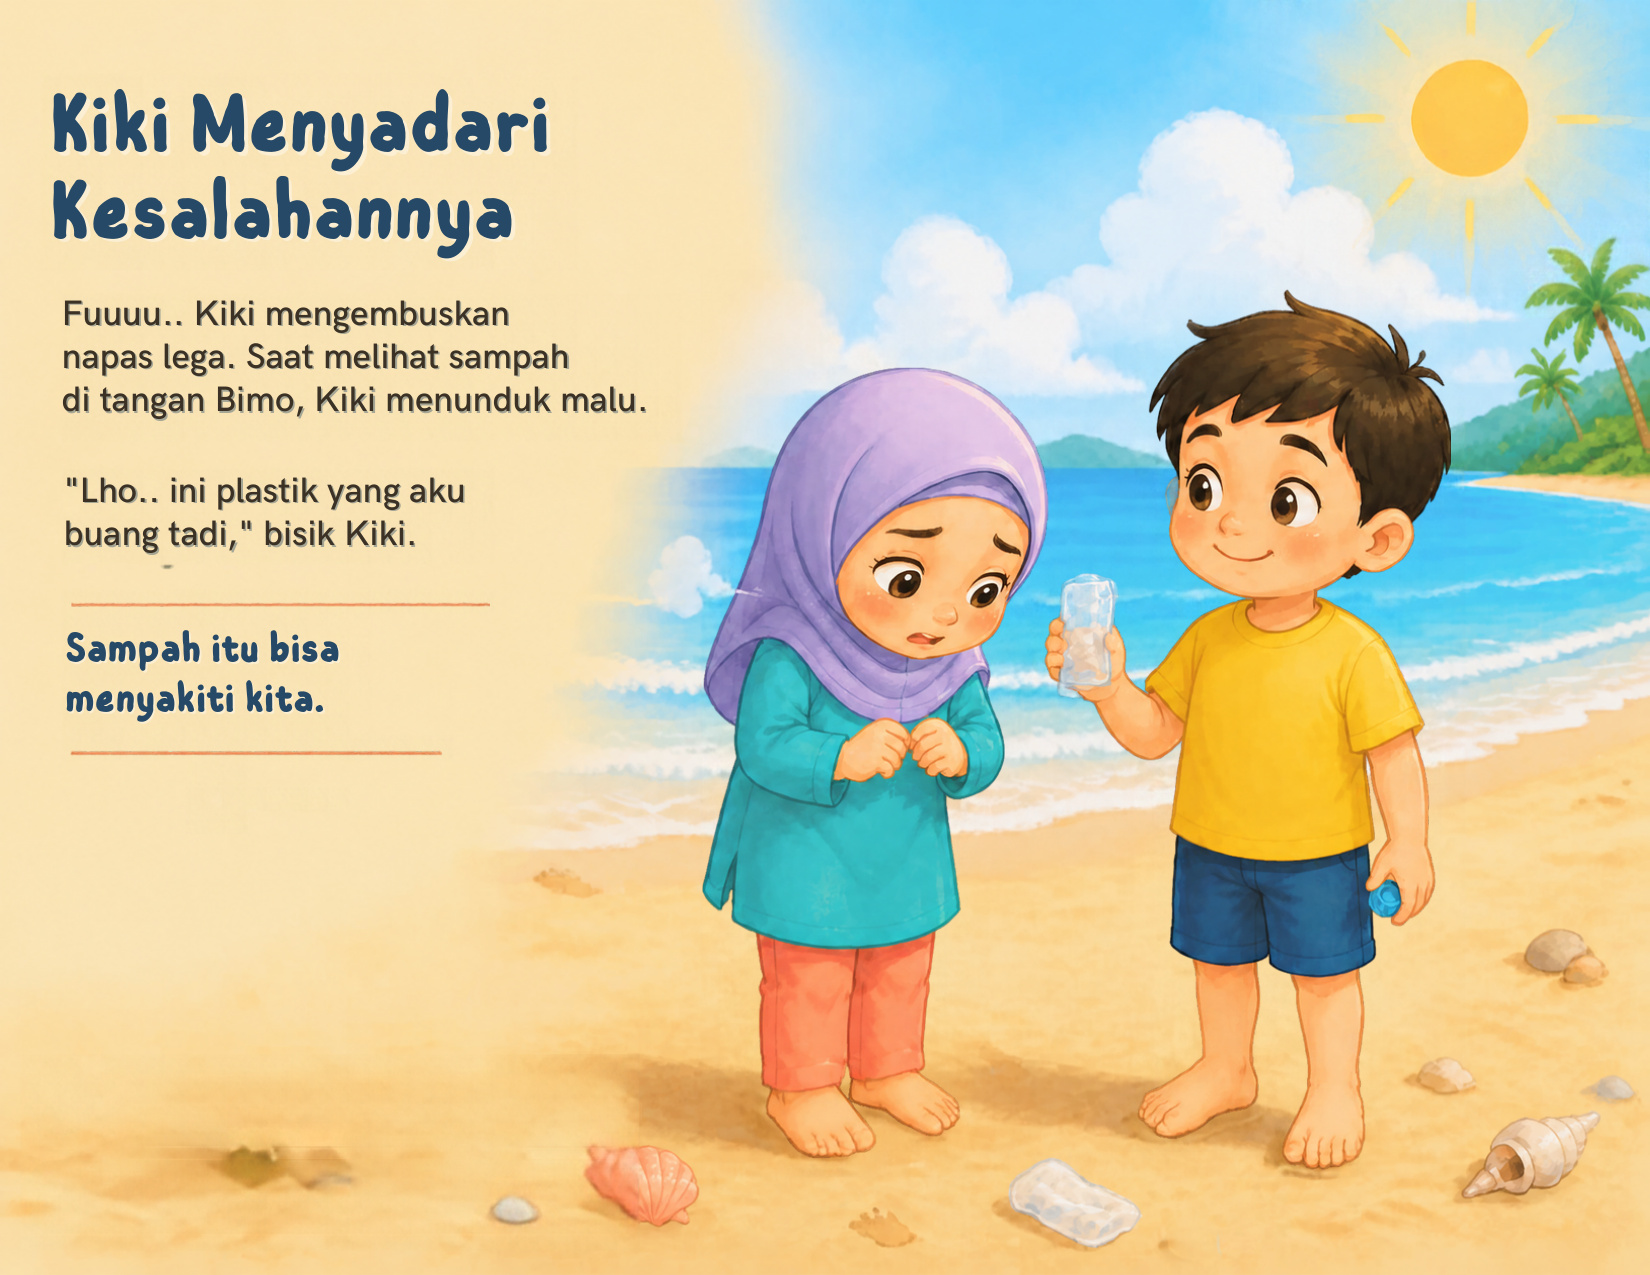 Kiki Menyadari
Kesalahannya
Fuuuu.. Kiki mengembuskan
napas lega. Saat melihat sampah
di tangan Bimo, Kiki menunduk malu.
"Lho.. ini plastik yang aku
buang tadi," bisik Kiki.
Sampah itu bisa
menyakiti kita.